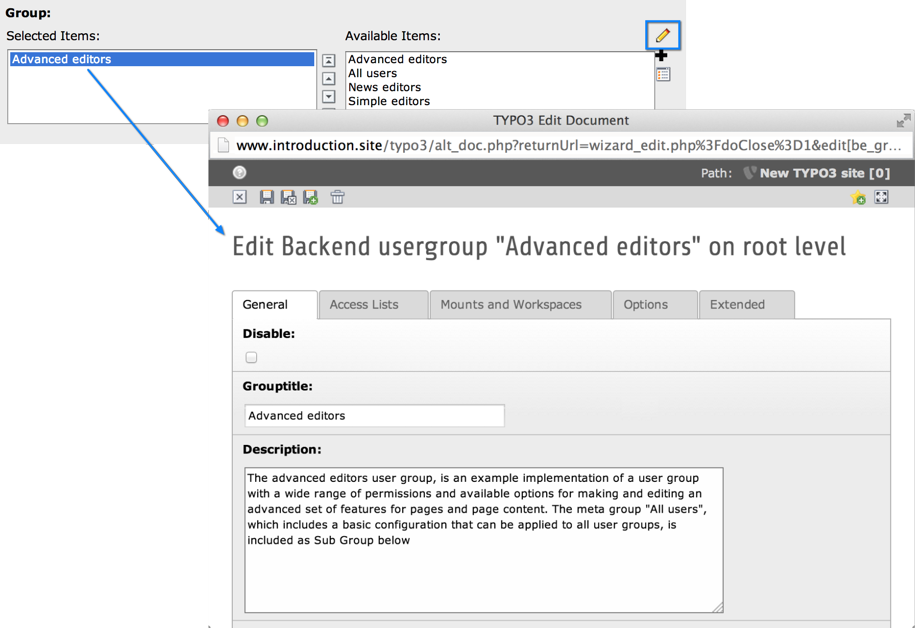 Group:
Selected Items:
Available Items:
Advanced editors
Advanced editors
All users
News editors
Simple editors
TYPO3 Edit Document
www.introduction.site/typo3/alt_doc.php?returnUrl=wizard_edit.php%3FdoClose%3D1&edit[be_gr...
Path: New TYPO3 site [0]
Edit Backend usergroup "Advanced editors" on root level
General
Access Lists
Mounts and Workspaces
Options
Extended
Disable:
Grouptitle:
Advanced editors
Description:
The advanced editors user group, is an example implementation of a user group
with a wide range of permissions and available options for making and editing an
advanced set of features for pages and page content. The meta group "All users",
which includes a basic configuration that can be applied to all user groups, is
included as Sub Group below